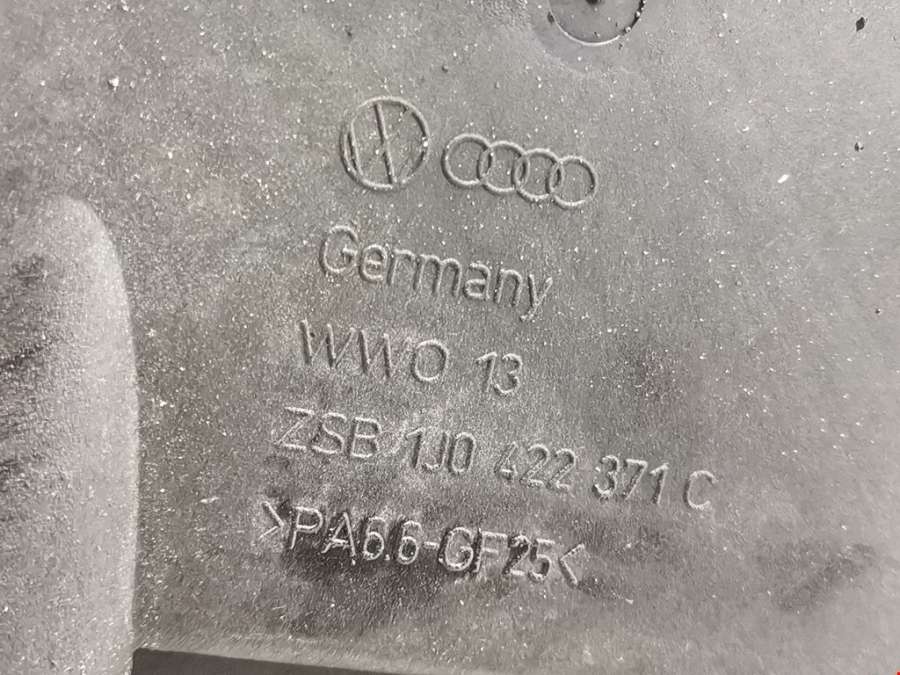 Germany
WWO 13
ZSB 1J0 422 371 C
>PA6.6-GF25<